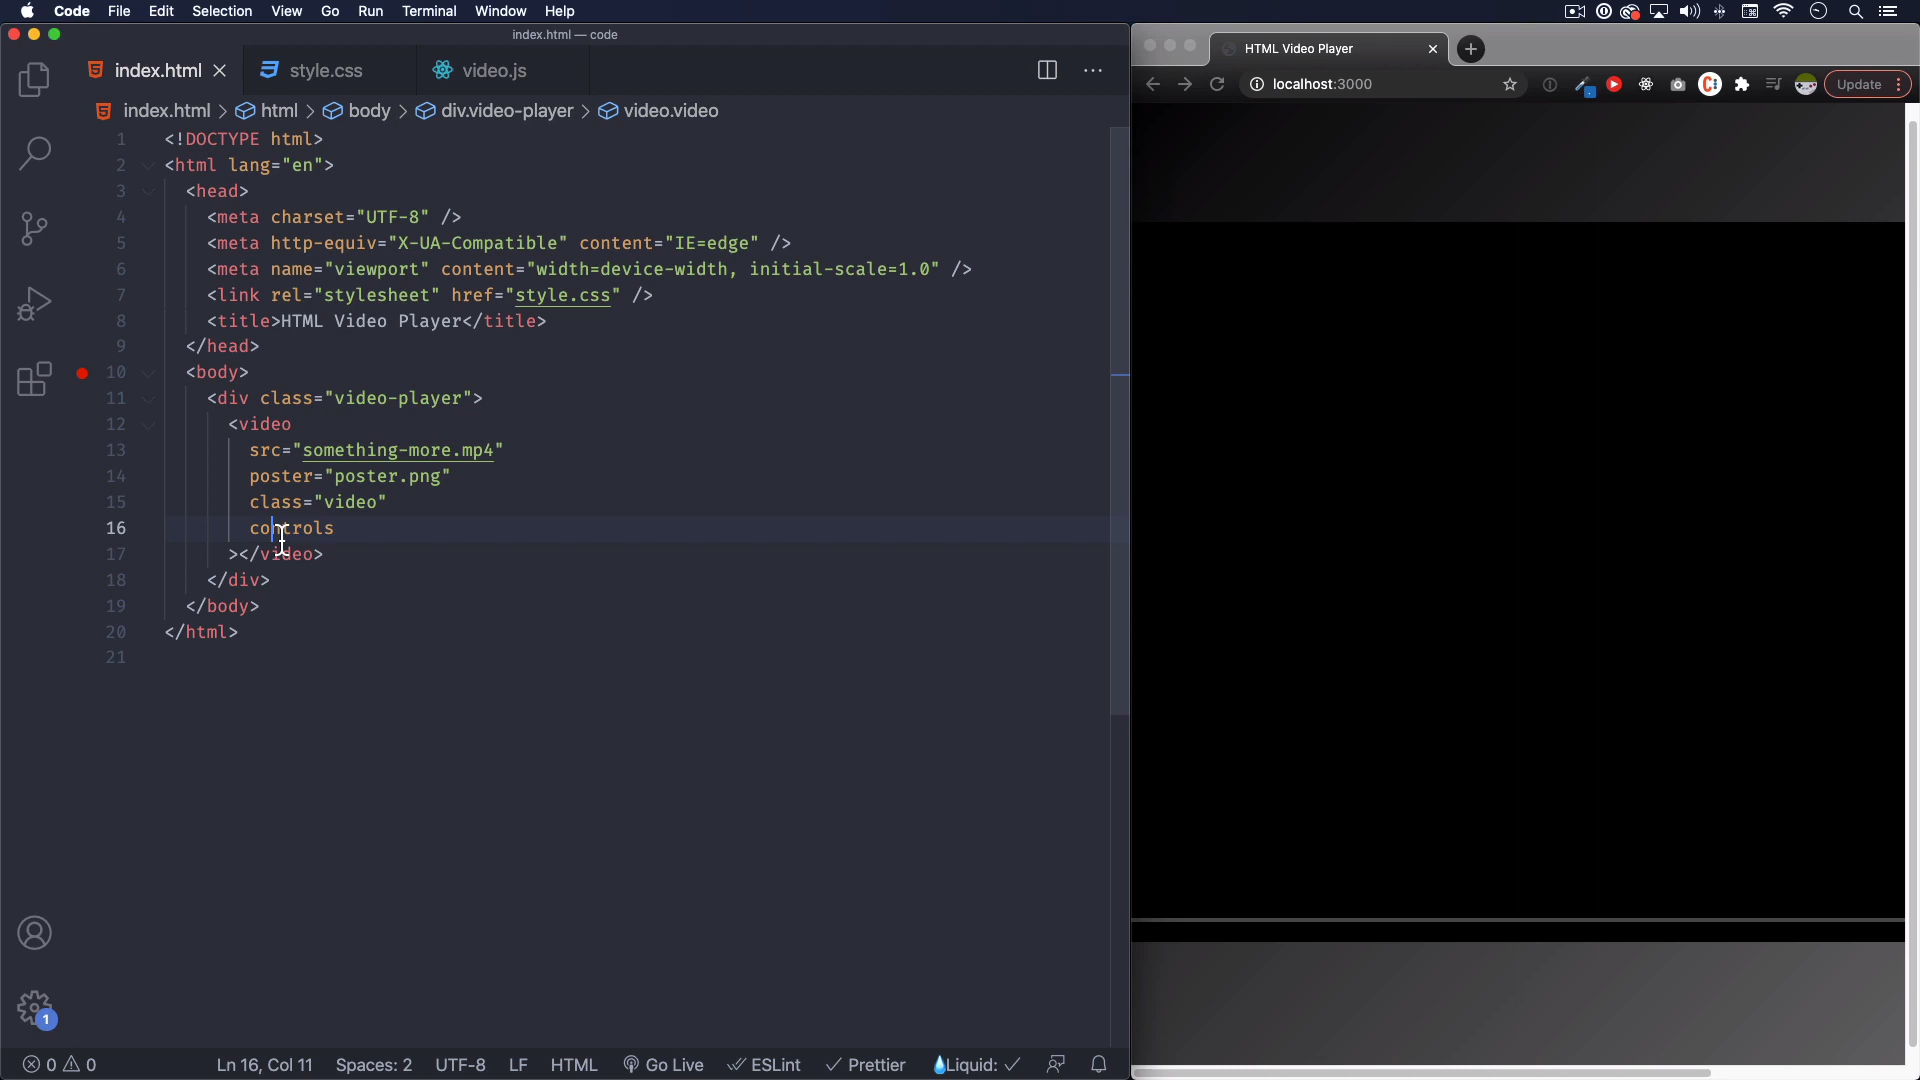 Code File Edit Selection View Go Run Terminal Window Help
index.html — code
index.html
style.css
video.js
index.html > html > body > div.video-player > video.video
1 <!DOCTYPE html>
2 <html lang="en">
3 <head>
4 <meta charset="UTF-8" />
5 <meta http-equiv="X-UA-Compatible" content="IE=edge" />
6 <meta name="viewport" content="width=device-width, initial-scale=1.0" />
7 <link rel="stylesheet" href="style.css" />
8 <title>HTML Video Player</title>
9 </head>
10 <body>
11 <div class="video-player">
12 <video
13 src="something-more.mp4"
14 poster="poster.png"
15 class="video"
16 controls
17 ></video>
18 </div>
19 </body>
20 </html>
21
1
0 0 Ln 16, Col 11 Spaces: 2 UTF-8 LF HTML Go Live ESLint Prettier Liquid:
HTML Video Player
localhost:3000
Update